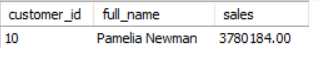 customer_id full_name sales
10 Pamelia Newman 3780184.00